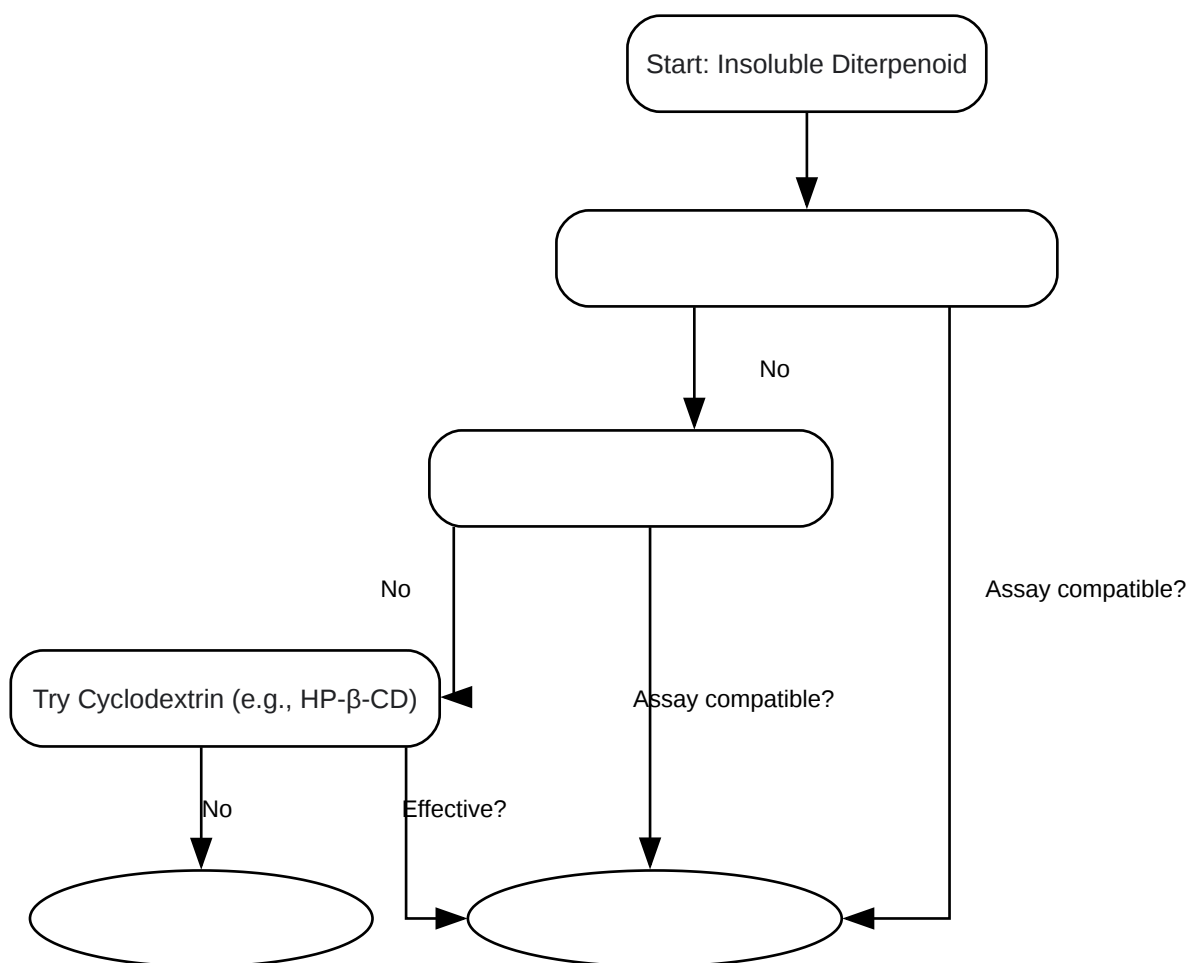 Start: Insoluble Diterpenoid
No
No
Assay compatible?
Try Cyclodextrin (e.g., HP-β-CD)
Assay compatible?
No
Effective?